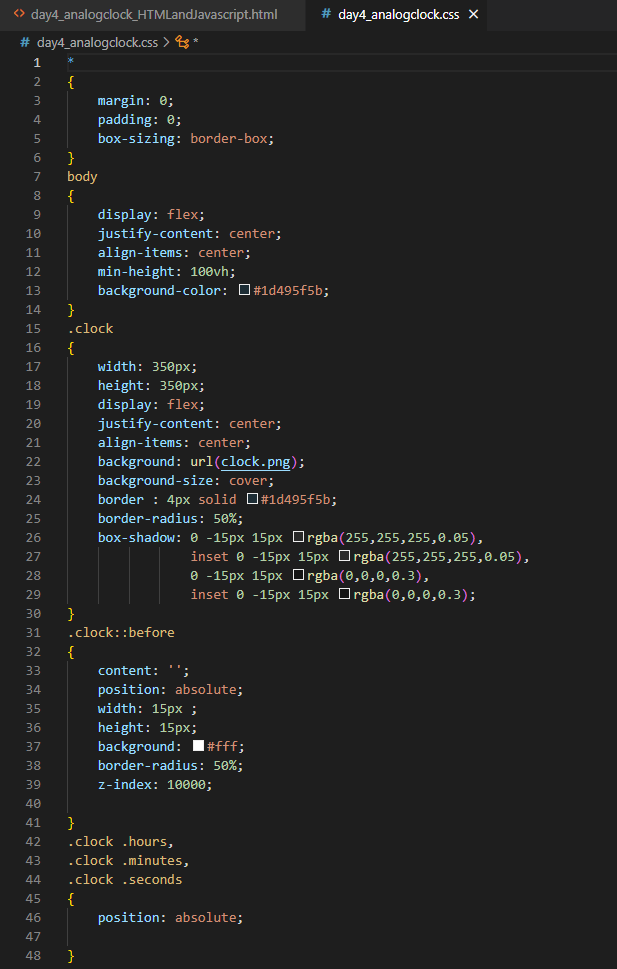 <> day4_analogclock_HTMLandJavascript.html # day4_analogclock.css ×
# day4_analogclock.css > *
1 *
2 {
3 margin: 0;
4 padding: 0;
5 box-sizing: border-box;
6 }
7 body
8 {
9 display: flex;
10 justify-content: center;
11 align-items: center;
12 min-height: 100vh;
13 background-color: #1d495f5b;
14 }
15 .clock
16 {
17 width: 350px;
18 height: 350px;
19 display: flex;
20 justify-content: center;
21 align-items: center;
22 background: url(clock.png);
23 background-size: cover;
24 border : 4px solid #1d495f5b;
25 border-radius: 50%;
26 box-shadow: 0 -15px 15px rgba(255,255,255,0.05),
27 inset 0 -15px 15px rgba(255,255,255,0.05),
28 0 -15px 15px rgba(0,0,0,0.3),
29 inset 0 -15px 15px rgba(0,0,0,0.3);
30 }
31 .clock::before
32 {
33 content: '';
34 position: absolute;
35 width: 15px ;
36 height: 15px;
37 background: #fff;
38 border-radius: 50%;
39 z-index: 10000;
40
41 }
42 .clock .hours,
43 .clock .minutes,
44 .clock .seconds
45 {
46 position: absolute;
47
48 }